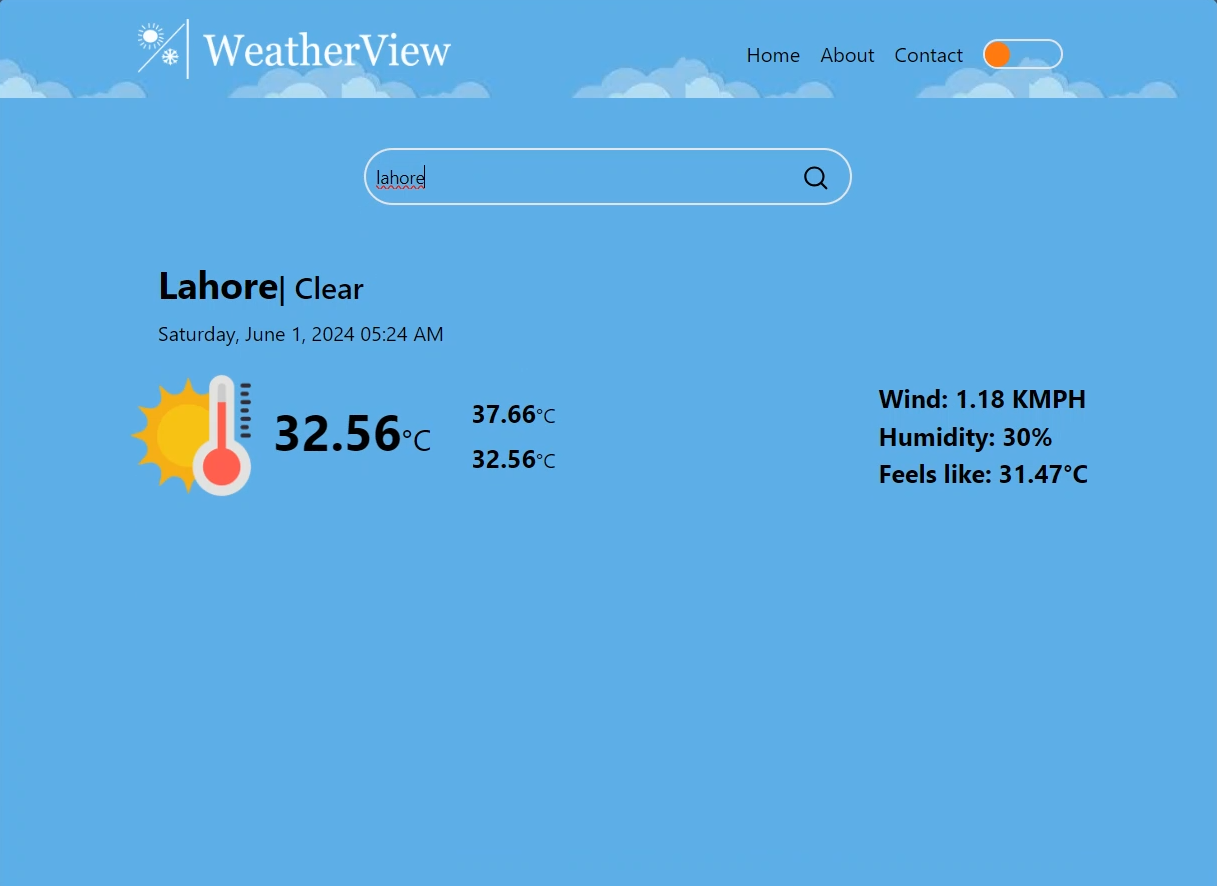 WeatherView
Home About Contact
lahore
Lahore| Clear
Saturday, June 1, 2024 05:24 AM
32.56°C
37.66°C
32.56°C
Wind: 1.18 KMPH
Humidity: 30%
Feels like: 31.47°C